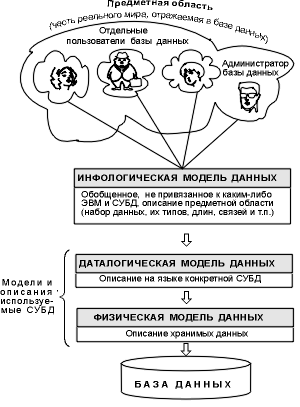 Предметная область
(часть реального мира, отражаемая в базе данных)
Отдельные
пользователи базы данных
Администратор
базы данных
ИНФОЛОГИЧЕСКАЯ МОДЕЛЬ ДАННЫХ
Обобщенное, не привязанное к каким-либо
ЭВМ и СУБД, описание предметной области
(набор данных, их типов, длин, связей и т.п.)
ДАТАЛОГИЧЕСКАЯ МОДЕЛЬ ДАННЫХ
Описание на языке конкретной СУБД
Модели и
описания
используе-
мые СУБД
ФИЗИЧЕСКАЯ МОДЕЛЬ ДАННЫХ
Описание хранимых данных
БАЗА ДАННЫХ